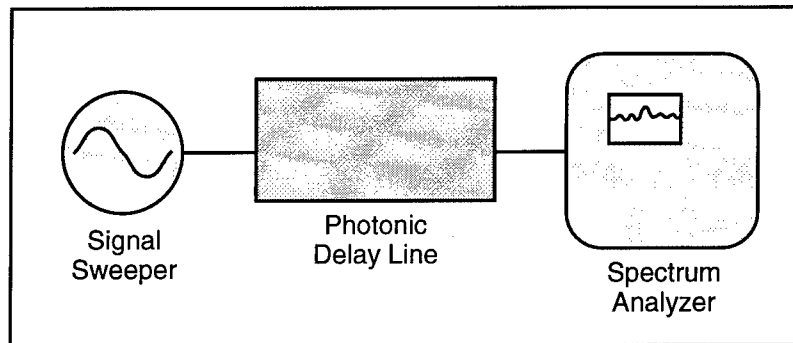 Signal
Sweeper
Photonic
Delay Line
Spectrum
Analyzer